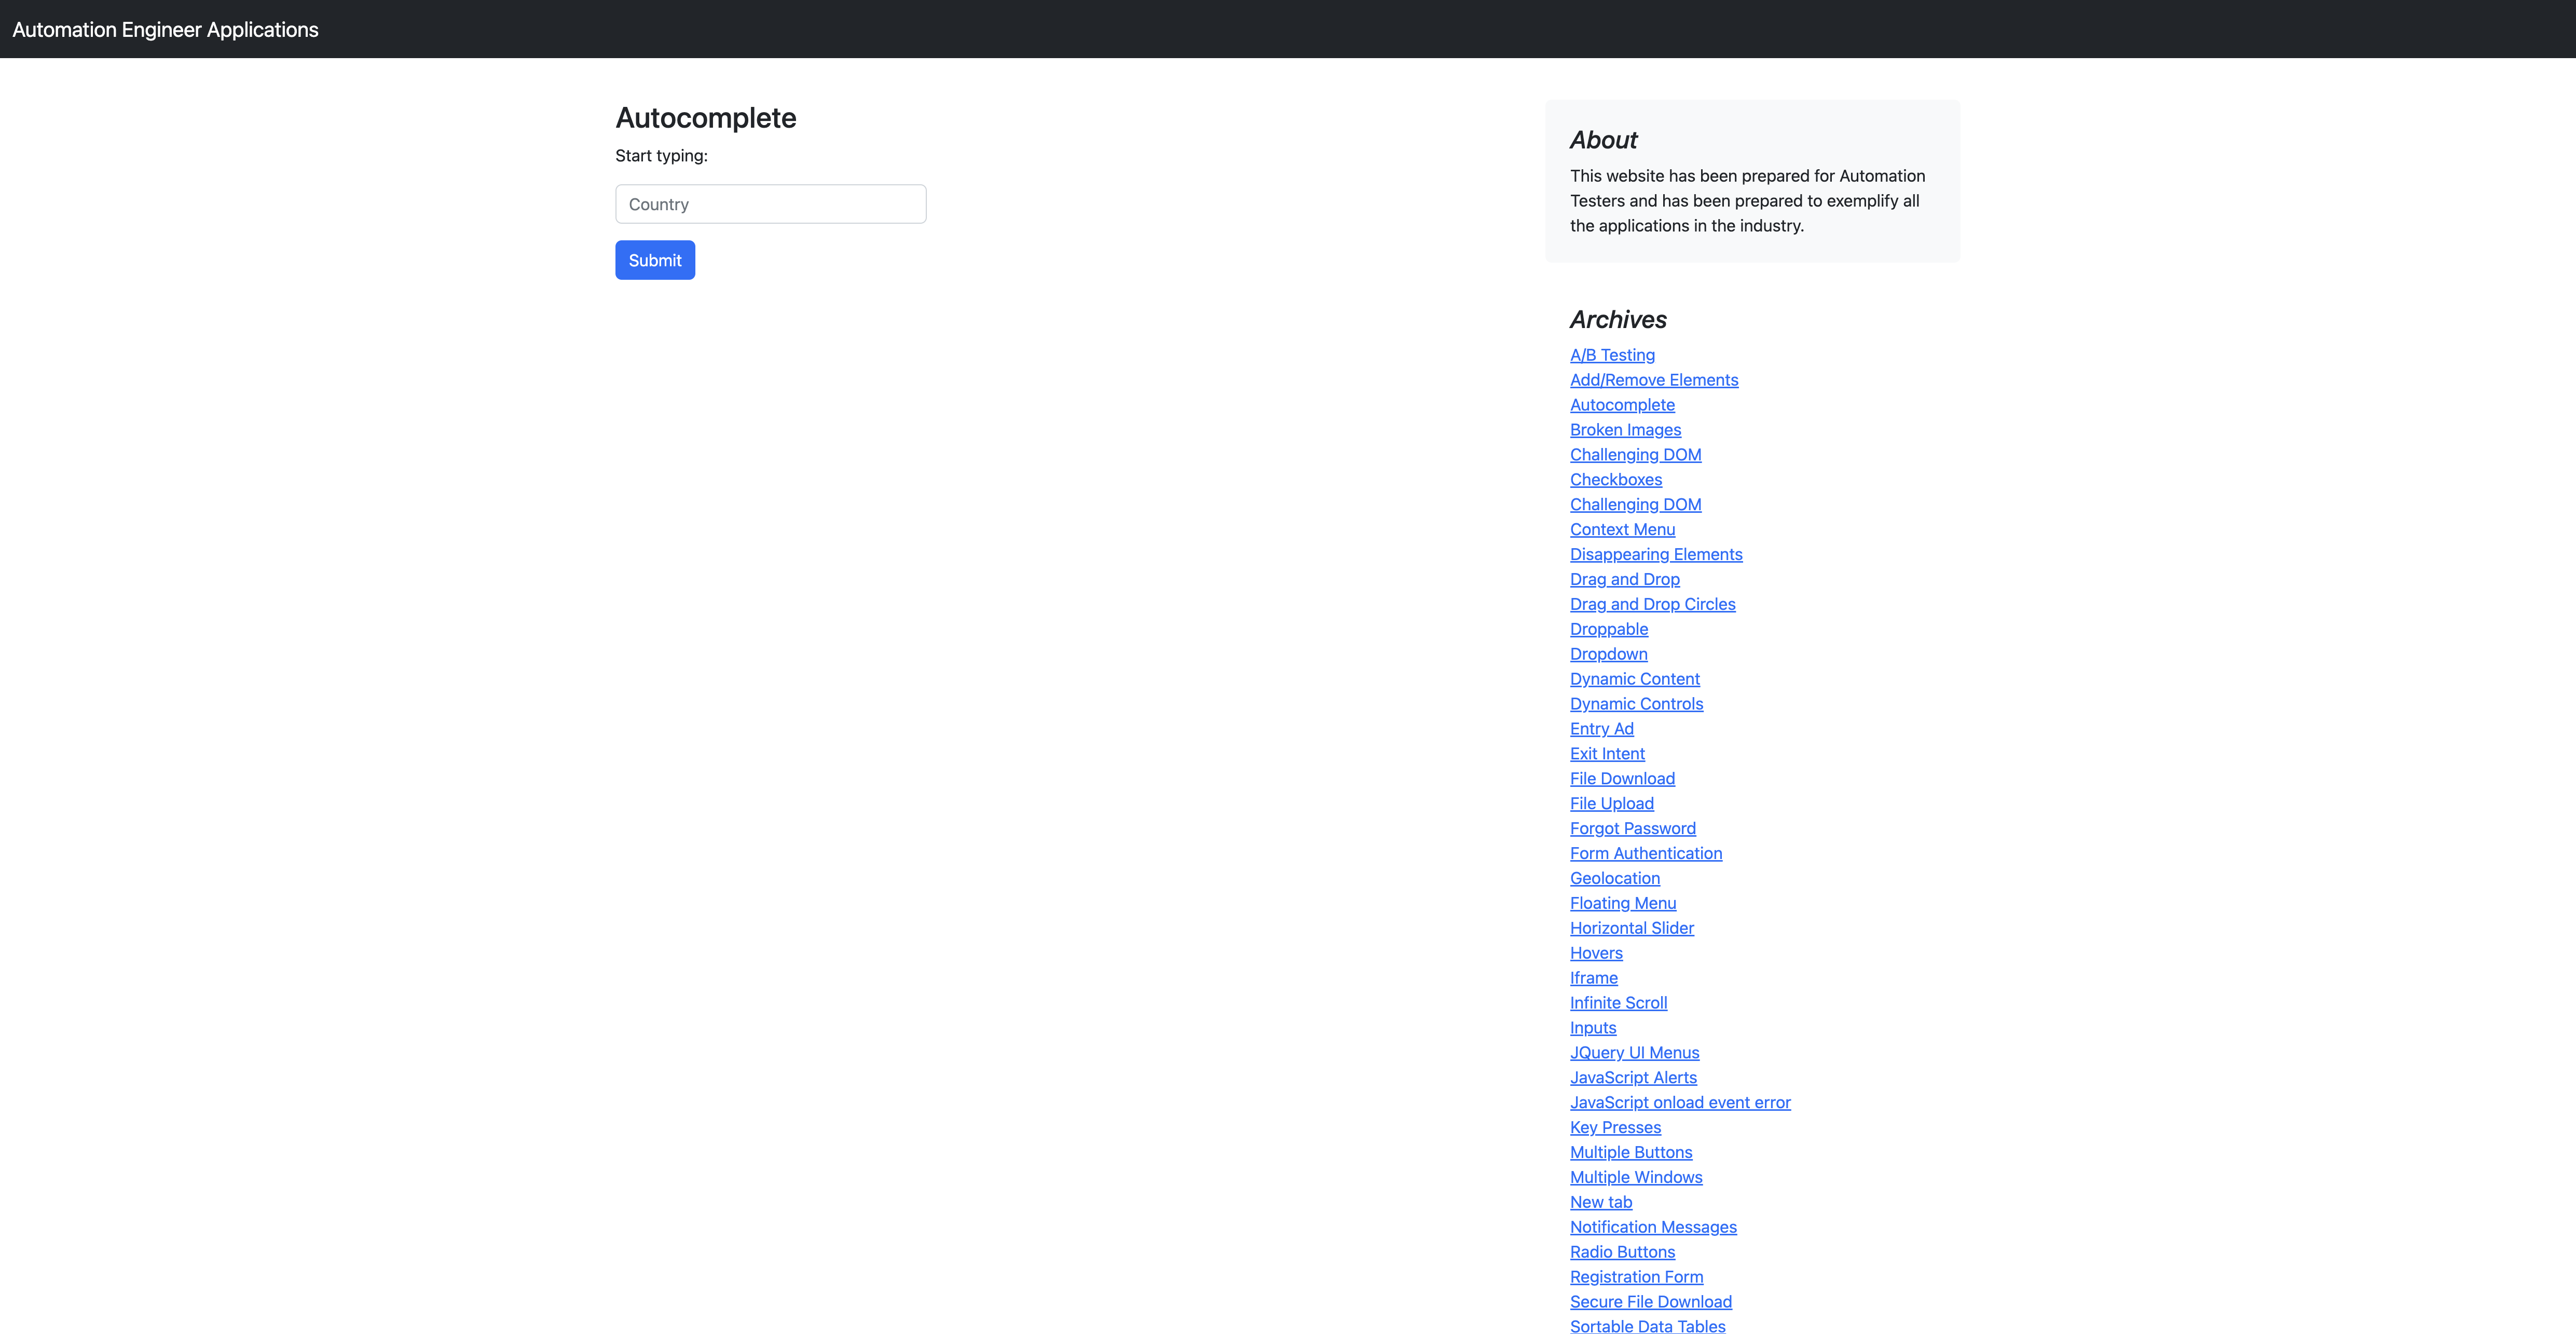 Automation Engineer Applications
Autocomplete
Start typing:
Country
Submit
About
This website has been prepared for Automation
Testers and has been prepared to exemplify all
the applications in the industry.
Archives
A/B Testing
Add/Remove Elements
Autocomplete
Broken Images
Challenging DOM
Checkboxes
Challenging DOM
Context Menu
Disappearing Elements
Drag and Drop
Drag and Drop Circles
Droppable
Dropdown
Dynamic Content
Dynamic Controls
Entry Ad
Exit Intent
File Download
File Upload
Forgot Password
Form Authentication
Geolocation
Floating Menu
Horizontal Slider
Hovers
Iframe
Infinite Scroll
Inputs
JQuery UI Menus
JavaScript Alerts
JavaScript onload event error
Key Presses
Multiple Buttons
Multiple Windows
New tab
Notification Messages
Radio Buttons
Registration Form
Secure File Download
Sortable Data Tables